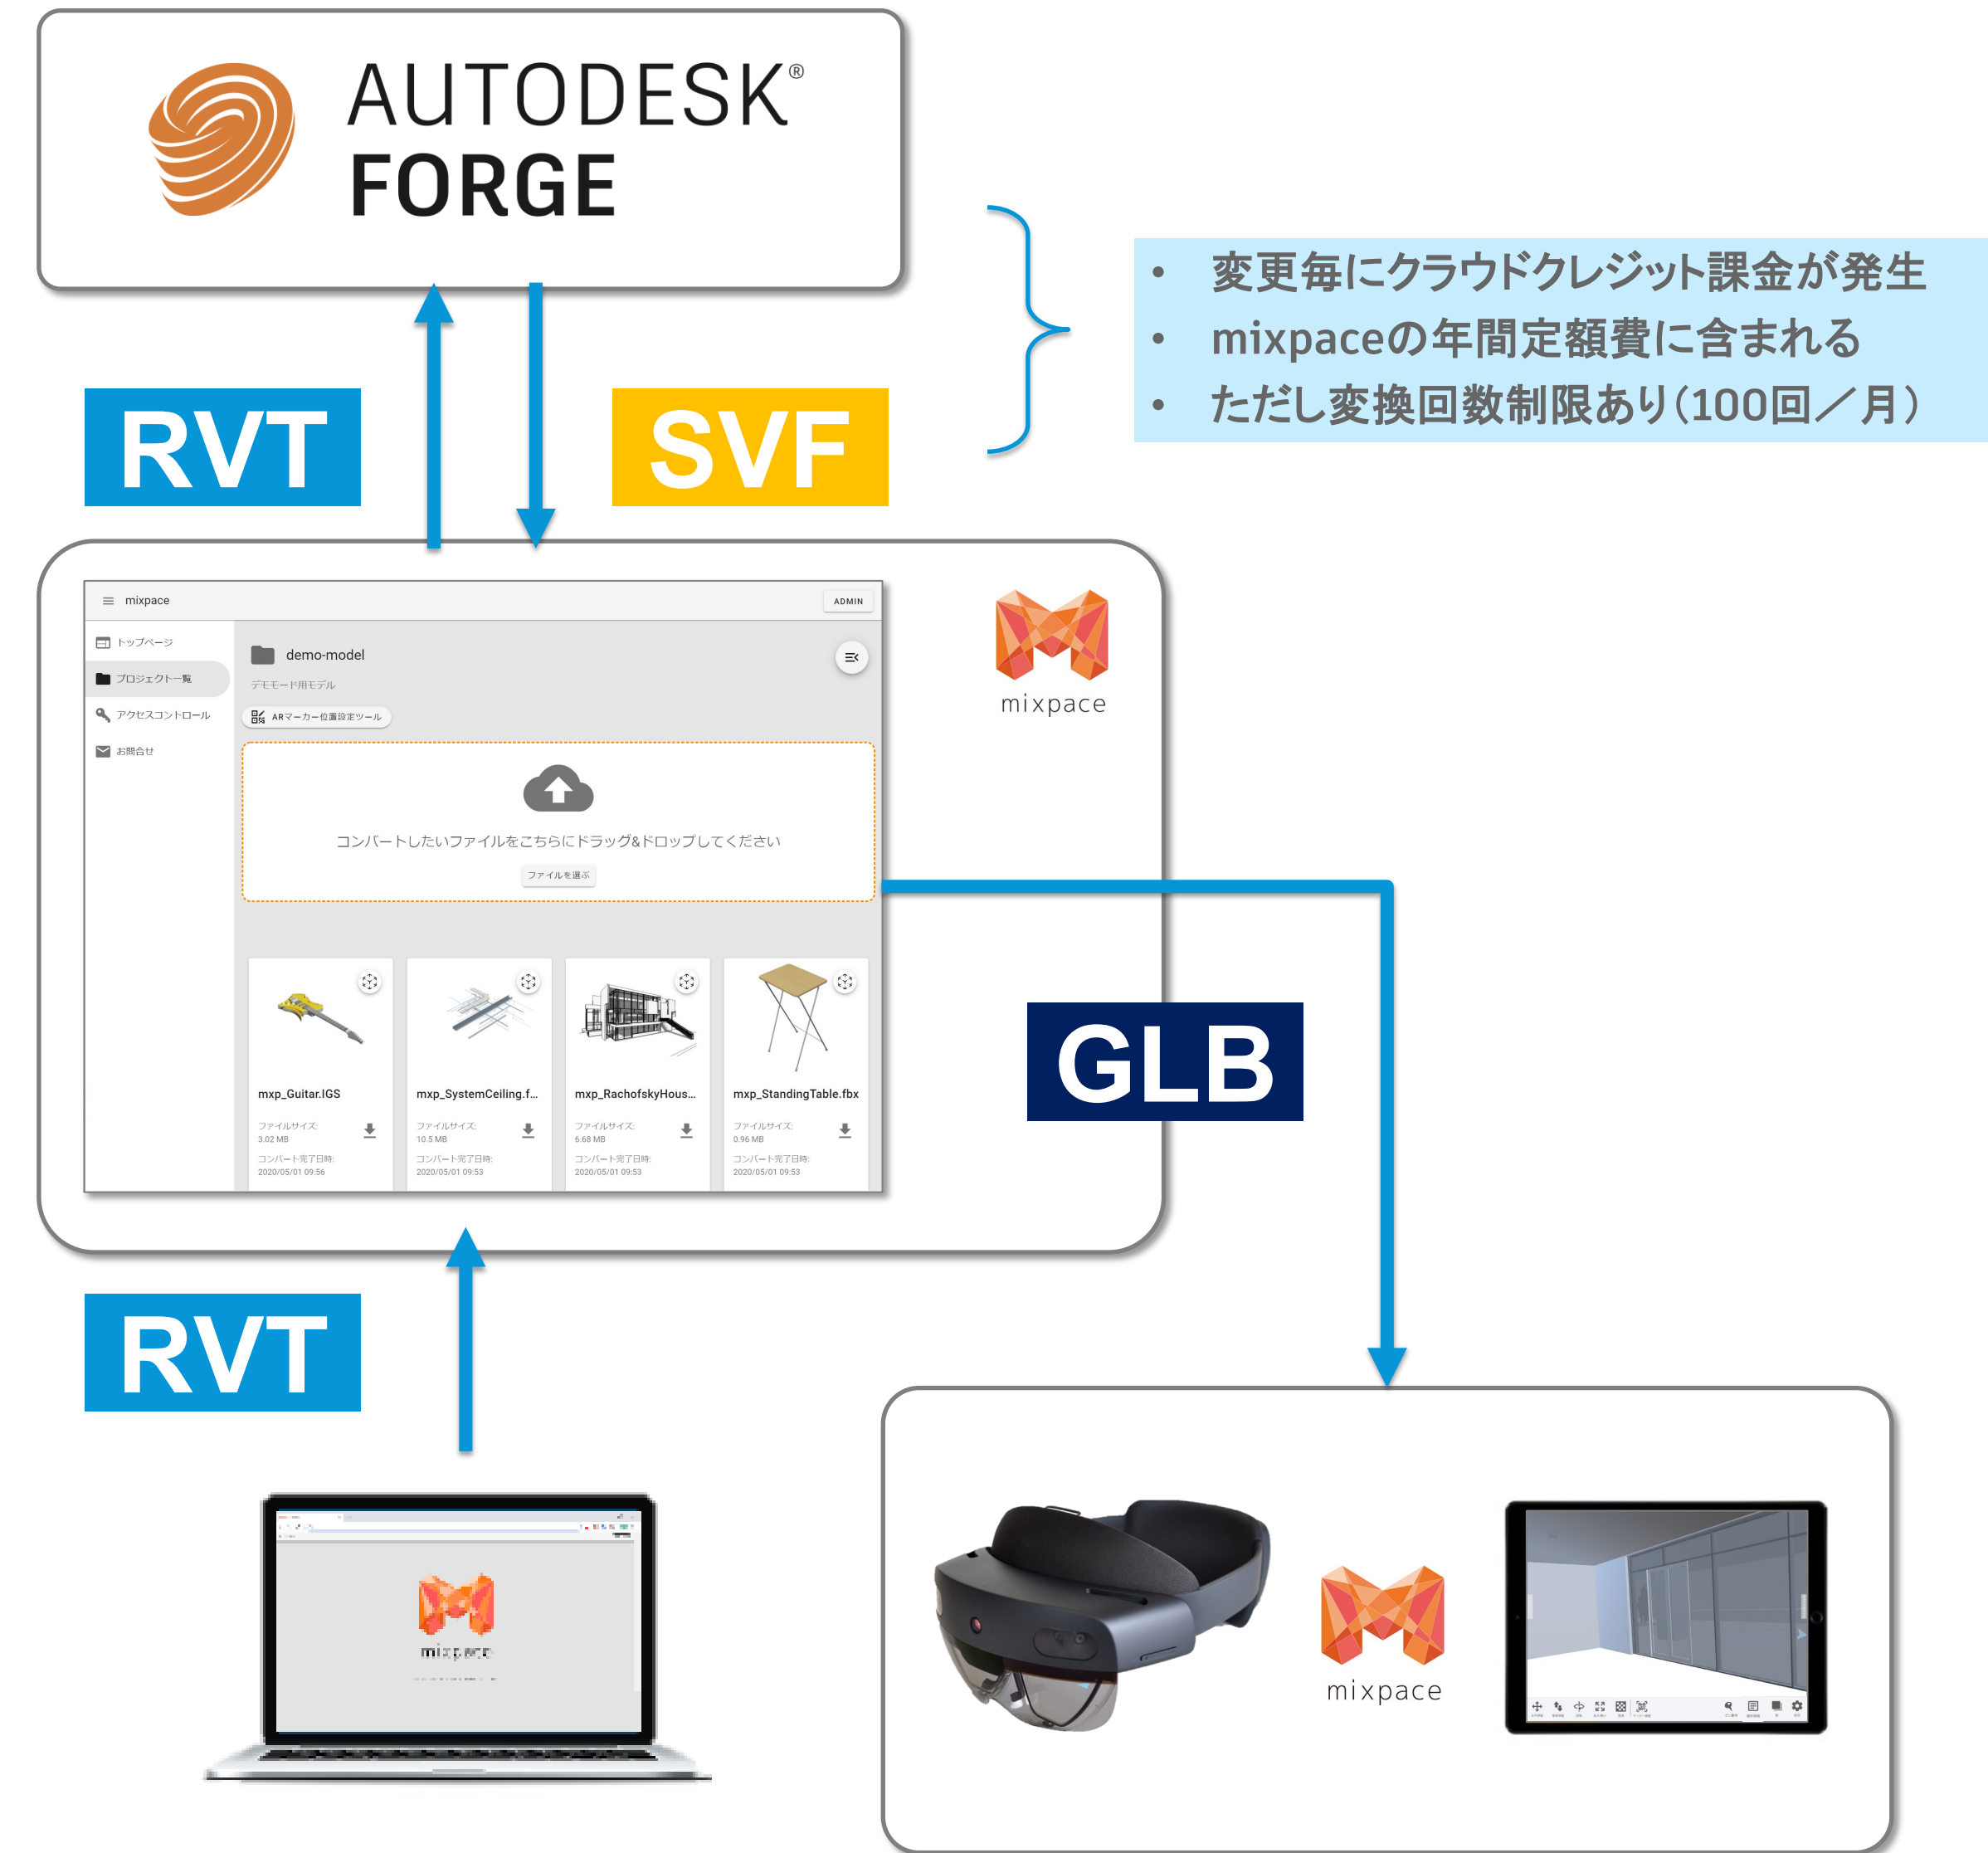 AUTODESK®
FORGE
• 変更毎にクラウドクレジット課金が発生
• mixpaceの年間定額費に含まれる
• ただし変換回数制限あり(100回／月)
RVT
SVF
mixpace
ADMIN
トップページ
プロジェクト一覧
アクセスコントロール
お問合せ
demo-model
デモモード用モデル
ARマーカー位置設定ツール
コンバートしたいファイルをこちらにドラッグ&ドロップしてください
ファイルを選ぶ
mxp_Guitar.IGS
ファイルサイズ:
3.02 MB
コンバート完了日時:
2020/05/01 09:56
mxp_SystemCeiling.f...
ファイルサイズ:
10.5 MB
コンバート完了日時:
2020/05/01 09:53
mxp_RachofskyHous...
ファイルサイズ:
6.68 MB
コンバート完了日時:
2020/05/01 09:53
mxp_StandingTable.fbx
ファイルサイズ:
0.96 MB
コンバート完了日時:
2020/05/01 09:53
mixpace
GLB
RVT
mixpace
mixpace